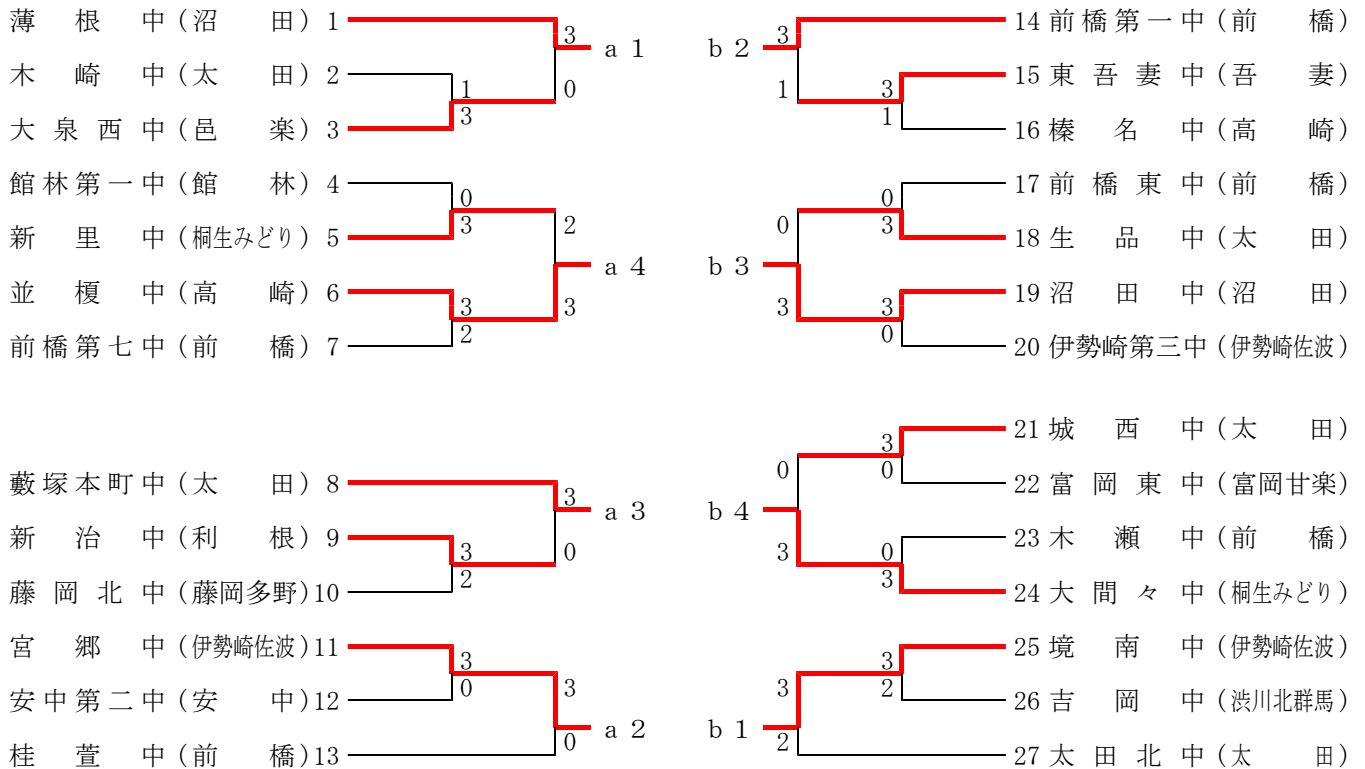 薄根中(沼田) 1
3
a 1
木崎中(太田) 2
1
0
大泉西中(邑楽) 3
3
館林第一中(館林) 4
0
新里中(桐生みどり) 5
3
2
a 4
並榎中(高崎) 6
3
3
前橋第七中(前橋) 7
2
藪塚本町中(太田) 8
3
a 3
新治中(利根) 9
3
0
藤岡北中(藤岡多野)10
2
宮郷中(伊勢崎佐波)11
3
安中第二中(安中)12
0
3
a 2
桂萱中(前橋)13
0
14 前橋第一中(前橋)
b 2
3
15 東吾妻中(吾妻)
1
3
16 榛名中(高崎)
1
17 前橋東中(前橋)
0
18 生品中(太田)
0
3
b 3
19 沼田中(沼田)
3
3
20 伊勢崎第三中(伊勢崎佐波)
0
21 城西中(太田)
3
22 富岡東中(富岡甘楽)
0
0
b 4
23 木瀬中(前橋)
3
0
24 大間々中(桐生みどり)
3
25 境南中(伊勢崎佐波)
3
26 吉岡中(渋川北群馬)
3
2
b 1
27 太田北中(太田)
2